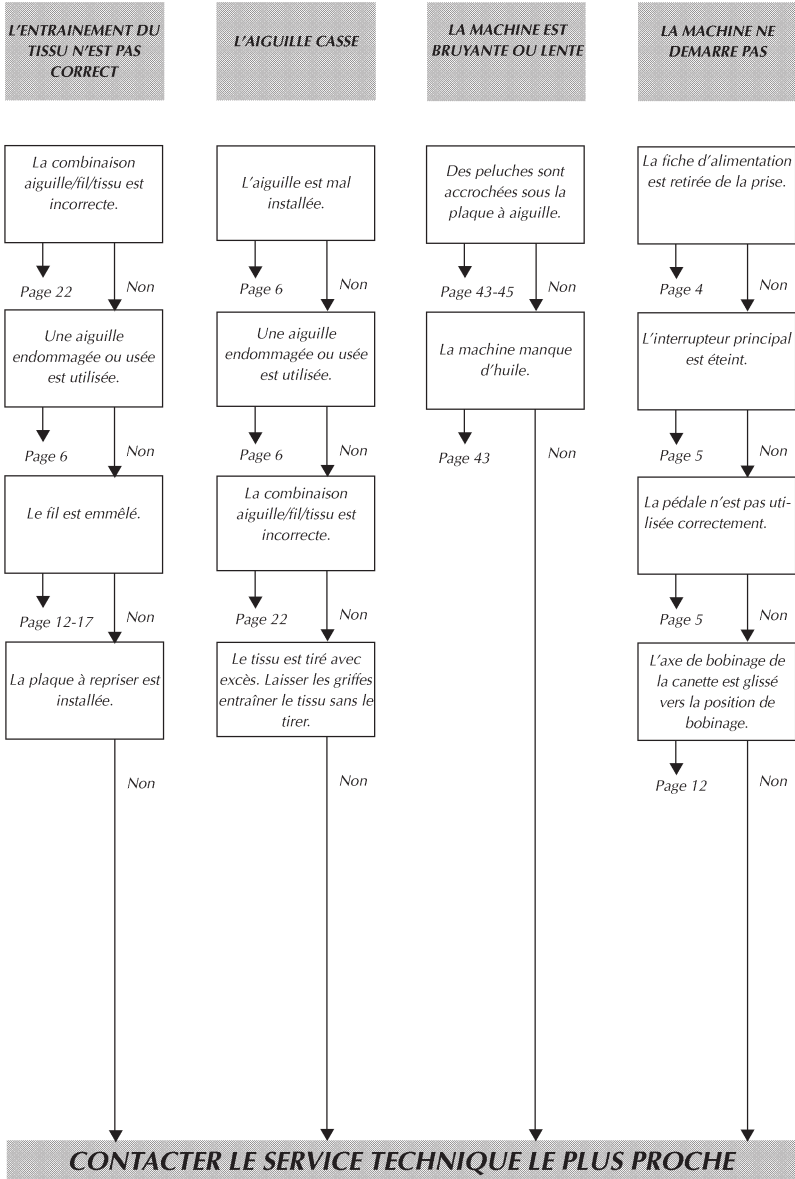 L'ENTRAINEMENT DU
TISSU N'EST PAS
CORRECT
La combinaison
aiguille/fil/tissu est
incorrecte.
Page 22
Non
Une aiguille
endommagée ou usée
est utilisée.
Page 6
Non
Le fil est emmêlé.
Page 12-17
Non
La plaque à repriser est
installée.
Non
L'AIGUILLE CASSE
L'aiguille est mal
installée.
Page 6
Non
Une aiguille
endommagée ou usée
est utilisée.
Page 6
Non
La combinaison
aiguille/fil/tissu est
incorrecte.
Page 22
Non
Le tissu est tiré avec
excès. Laisser les griffes
entraîner le tissu sans le
tirer.
Non
LA MACHINE EST
BRUYANTE OU LENTE
Des peluches sont
accrochées sous la
plaque à aiguille.
Page 43-45
Non
La machine manque
d'huile.
Page 43
Non
LA MACHINE NE
DEMARRE PAS
La fiche d'alimentation
est retirée de la prise.
Page 4
Non
L'interrupteur principal
est éteint.
Page 5
Non
La pédale n'est pas uti-
lisée correctement.
Page 5
Non
L'axe de bobinage de
la canette est glissé
vers la position de
bobinage.
Page 12
Non
CONTACTER LE SERVICE TECHNIQUE LE PLUS PROCHE